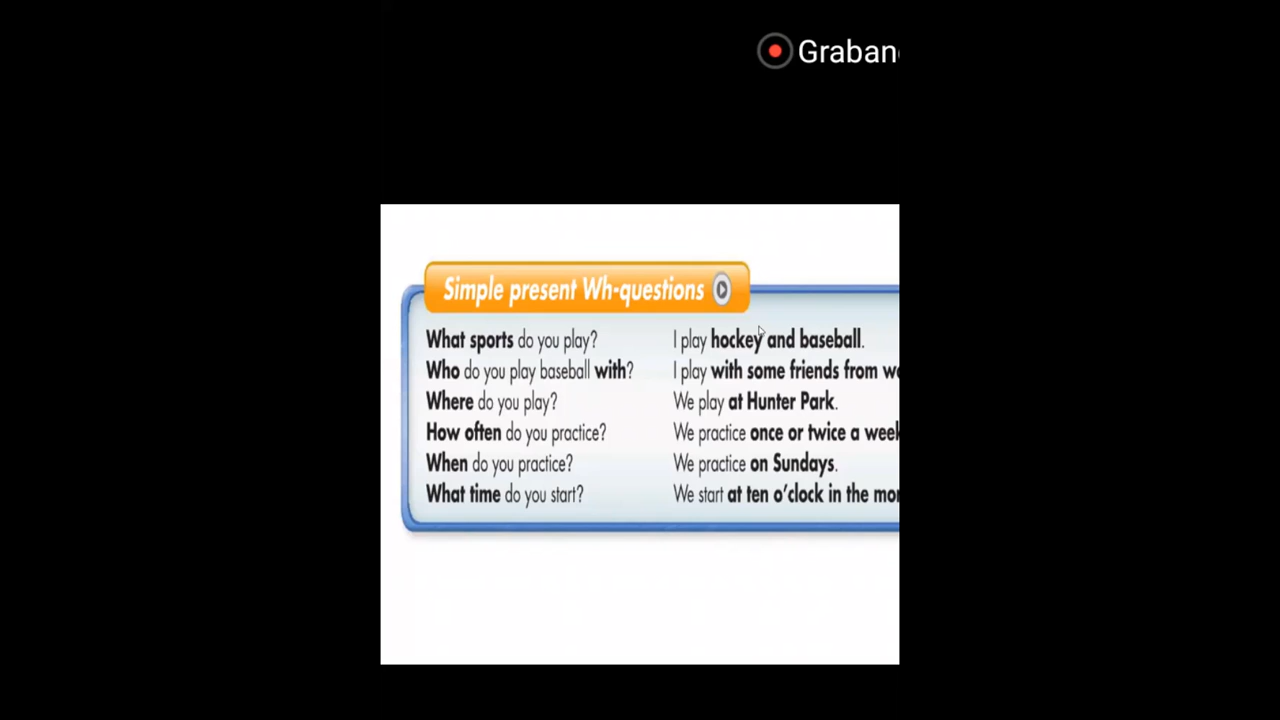 Graban
Simple present Wh-questions
What sports do you play? I play hockey and baseball.
Who do you play baseball with? I play with some friends from
Where do you play? We play at Hunter Park.
How often do you practice? We practice once or twice a week
When do you practice? We practice on Sundays.
What time do you start? We start at ten o'clock in the